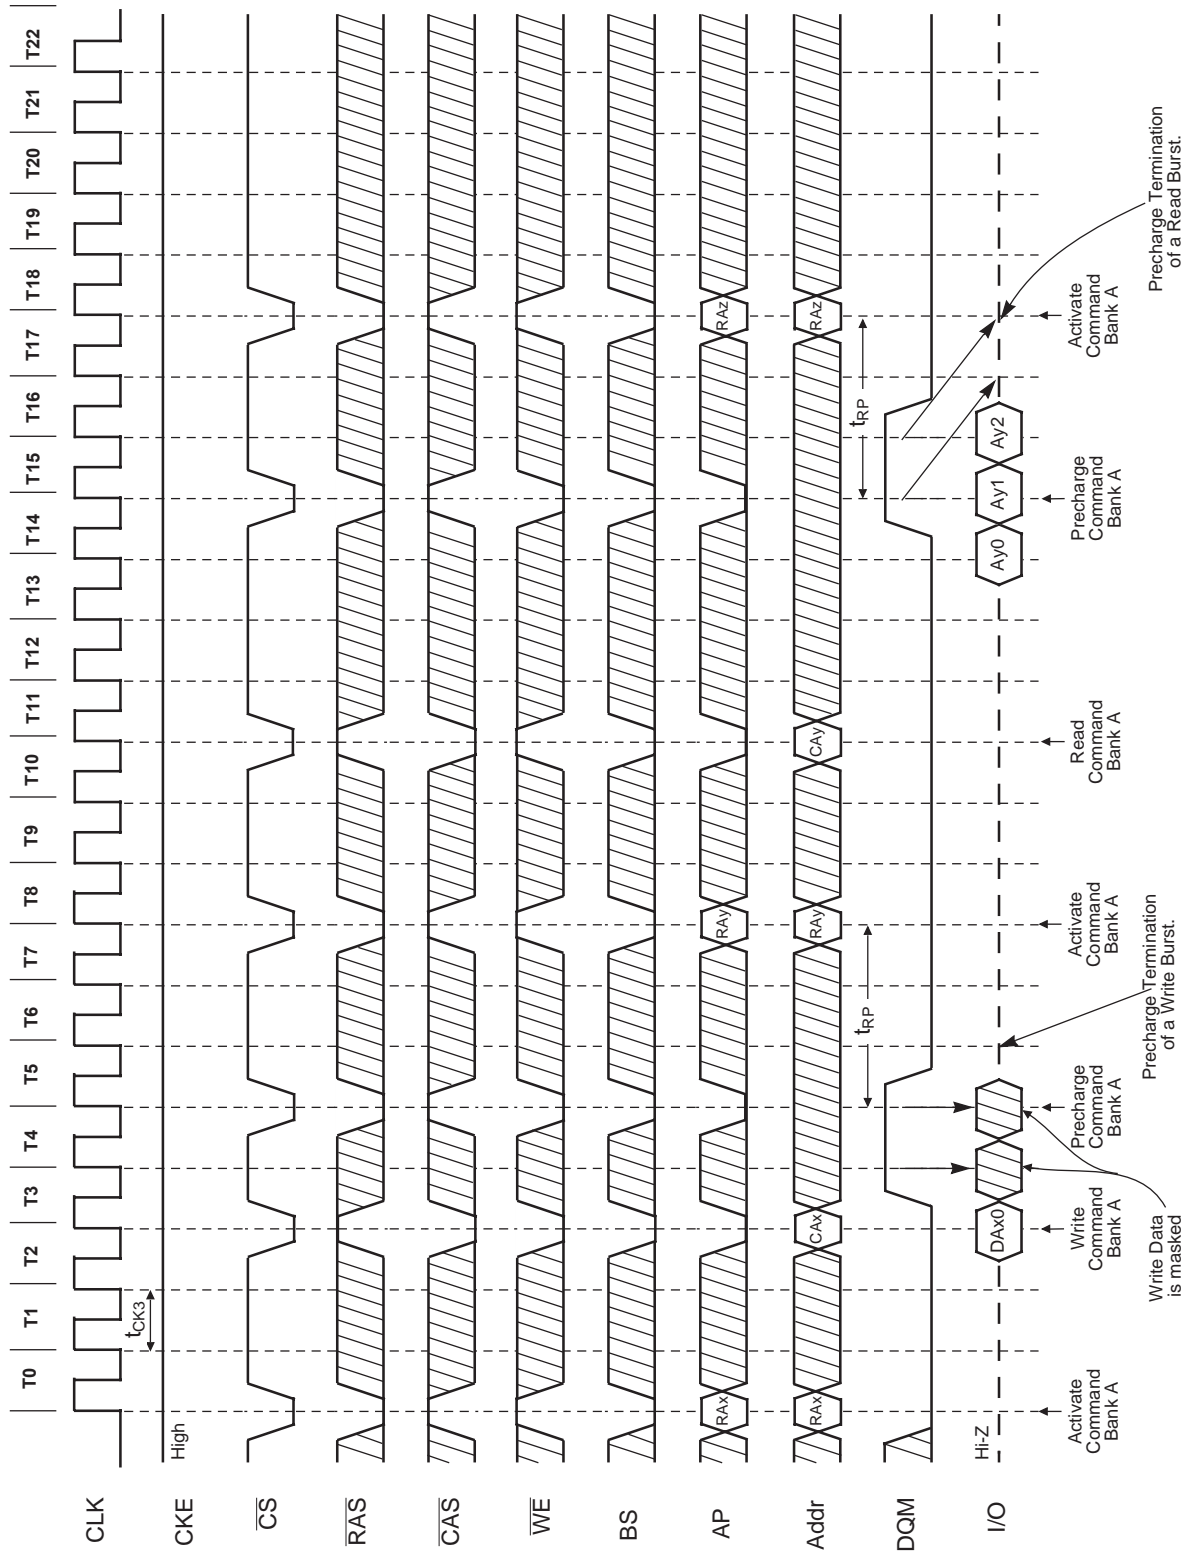 T0 T1 T2 T3 T4 T5 T6 T7 T8 T9 T10 T11 T12 T13 T14 T15 T16 T17 T18 T19 T20 T21 T22
CLK
tCK3
CKE
High
CS
RAS
CAS
WE
BS
AP
RAx
RAy
RAz
Addr
RAx
CAx
RAy
CAy
RAz
tRP
tRP
DQM
I/O
Hi-Z
DAx0
Ay0
Ay1
Ay2
Activate
Command
Bank A
Write
Command
Bank A
Precharge
Command
Bank A
Activate
Command
Bank A
Read
Command
Bank A
Precharge
Command
Bank A
Activate
Command
Bank A
Write Data
is masked
Precharge Termination
of a Write Burst.
Precharge Termination
of a Read Burst.